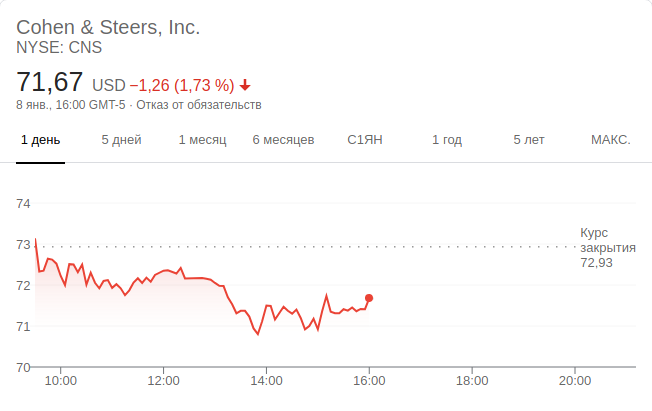 Cohen & Steers, Inc.
NYSE: CNS
71,67 USD −1,26 (1,73 %)
8 янв., 16:00 GMT-5 · Отказ от обязательств
1 день 5 дней 1 месяц 6 месяцев С1ЯН 1 год 5 лет МАКС.
74
73
72
71
70
Курс
закрытия
72,93
10:00 12:00 14:00 16:00 18:00 20:00